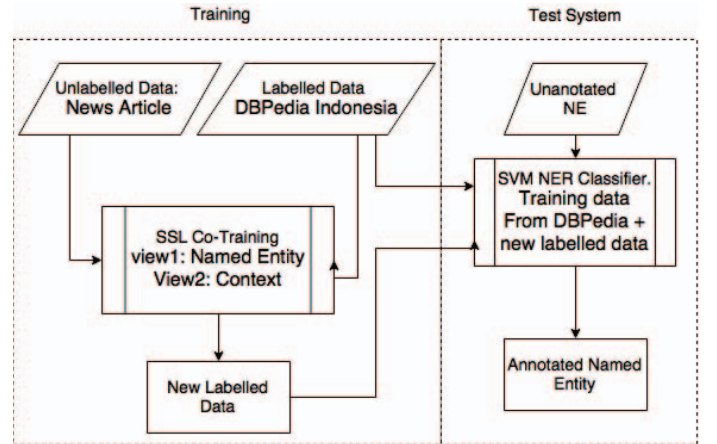 Training
Test System
Unlabelled Data:
News Article
Labelled Data
DBPedia Indonesia
Unanotated
NE
SVM NER Classifier.
Training data
From DBPedia +
new labelled data
SSL Co-Training
view1: Named Entity
View2: Context
New Labelled
Data
Annotated Named
Entity